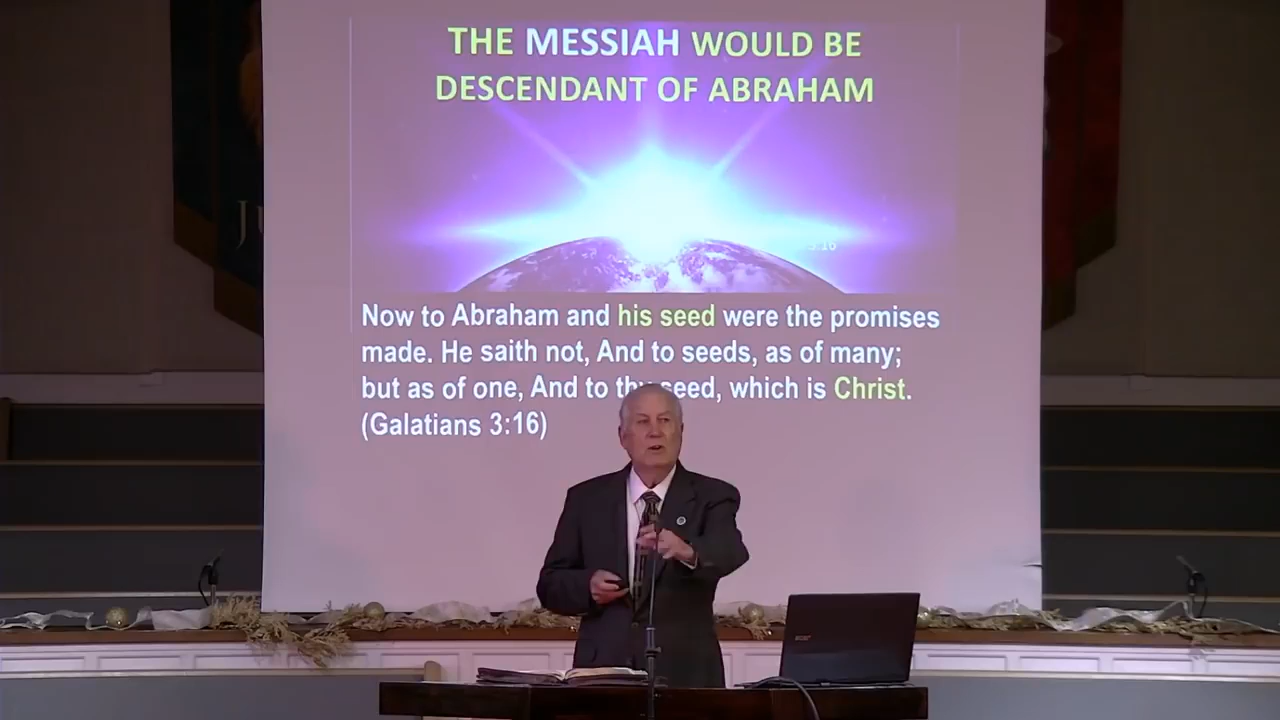 THE MESSIAH WOULD BE
DESCENDANT OF ABRAHAM
Now to Abraham and his seed were the promises
made. He saith not, And to seeds, as of many;
but as of one, And to thy seed, which is Christ.
(Galatians 3:16)